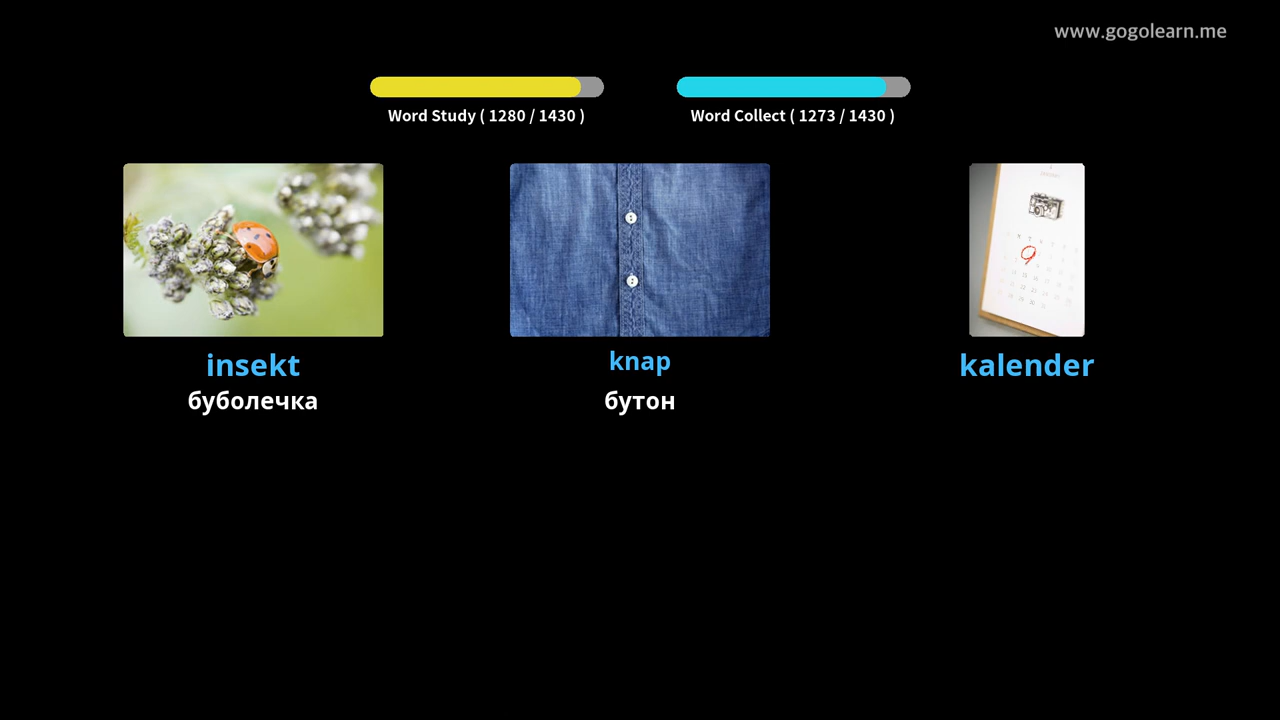 www.gogolearn.me
Word Study ( 1280 / 1430 )
Word Collect ( 1273 / 1430 )
insekt
буболечка
knap
бутон
kalender